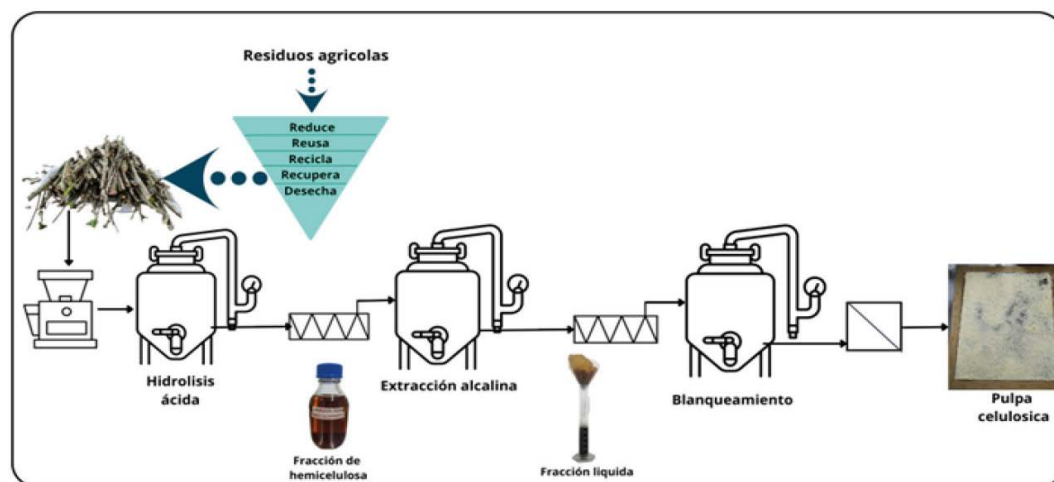 Residuos agricolas
Reduce
Reusa
Recicla
Recupera
Desecha
Hidrolisis
ácida
Extracción alcalina
Blanqueamiento
Pulpa
celulosica
Fracción de
hemicelulosa
Fracción liquida